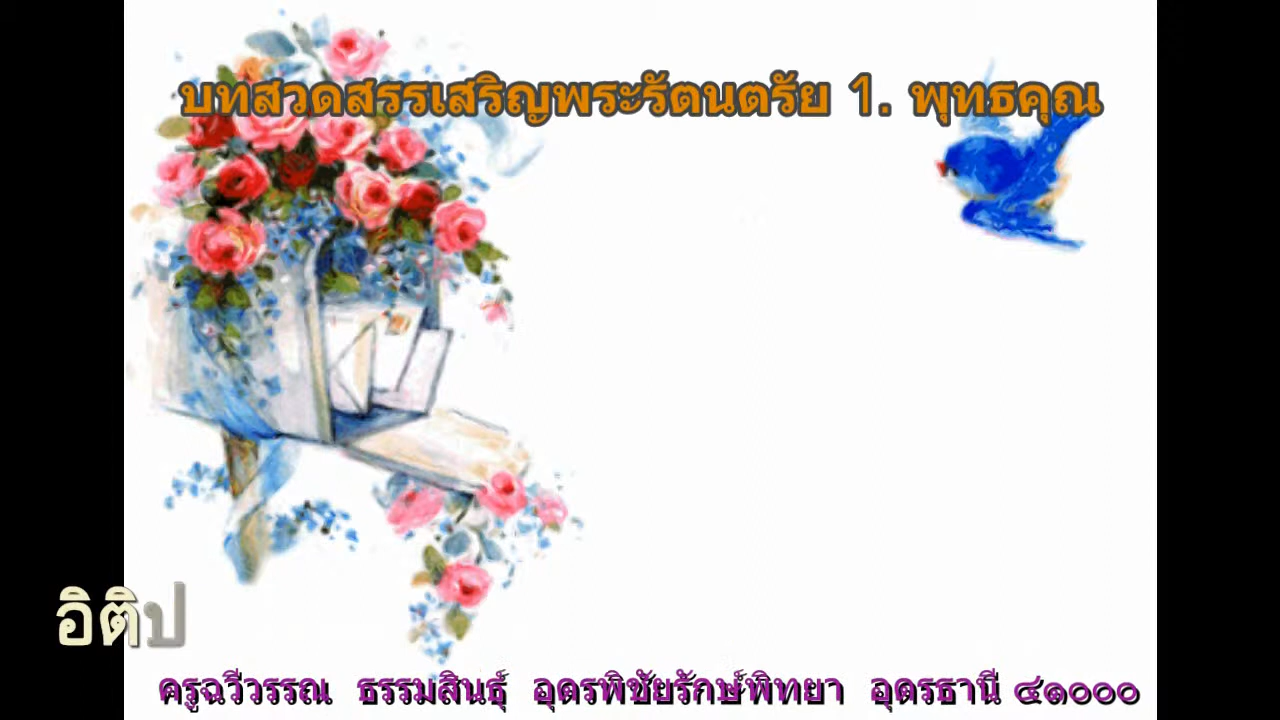 บทสวดสรรเสริญพระรัตนตรัย 1. พุทธคุณ
อิติป
ครูฉวีวรรณ ธรรมสินธุ์ อุดรพิชัยรักษ์พิทยา อุดรธานี ๔๑๐๐๐